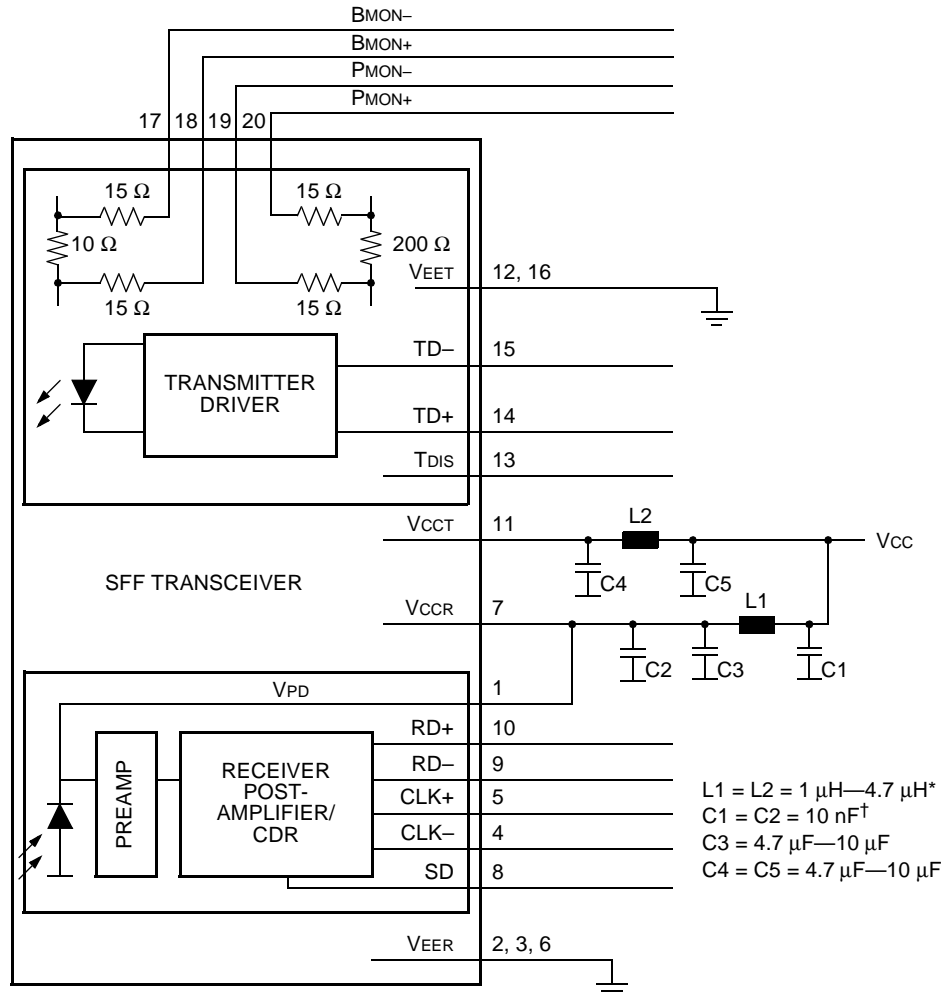 BMON–
BMON+
PMON–
PMON+
17 18 19 20
15 Ω
15 Ω
10 Ω
200 Ω
15 Ω
15 Ω
VEET
12, 16
TRANSMITTER
DRIVER
TD–
15
TD+
14
TDIS
13
VCCT
11
L2
VCC
C4
C5
SFF TRANSCEIVER
VCCR
7
L1
C2
C3
C1
VPD
1
RD+
10
RD–
9
CLK+
5
CLK–
4
SD
8
PREAMP
RECEIVER
POST-
AMPLIFIER/
CDR
L1 = L2 = 1 μH—4.7 μH*
C1 = C2 = 10 nF†
C3 = 4.7 μF—10 μF
C4 = C5 = 4.7 μF—10 μF
VEER
2, 3, 6